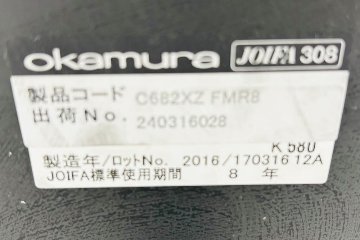 okamura JOIFA 308
製品コード C682XZ FMR8
出荷No. 240316028
K 580
製造年/ロットNo. 2016/170316 12A
JOIFA標準使用期間 8 年